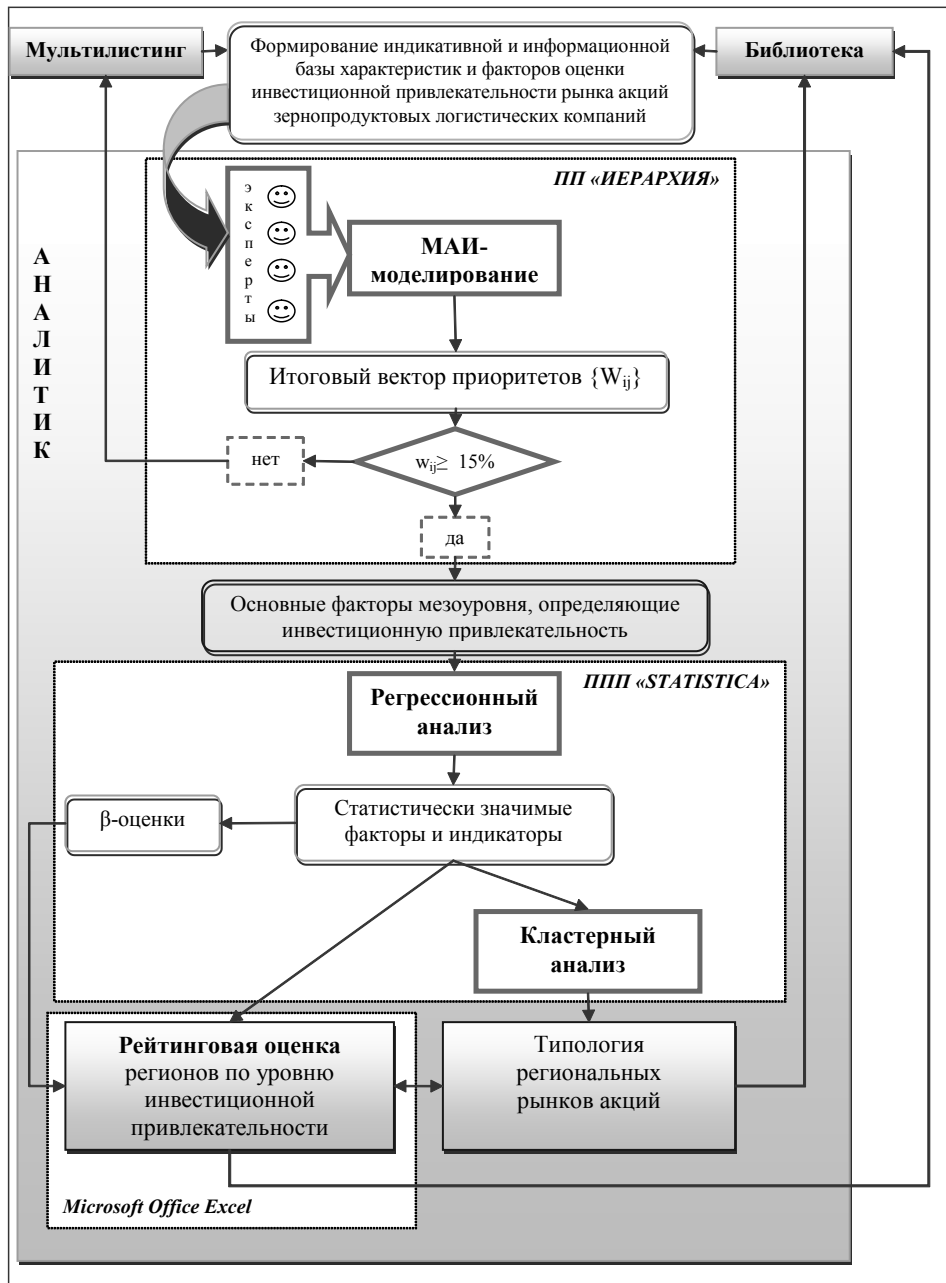 Мультилистинг
Формирование индикативной и информационной
базы характеристик и факторов оценки
инвестиционной привлекательности рынка акций
зернопродуктовых логистических компаний
Библиотека
АНАЛИТИК
ПП «ИЕРАРХИЯ»
эксперты
МАИ-
моделирование
Итоговый вектор приоритетов {Wij}
нет
wij≥ 15%
да
Основные факторы мезоуровня, определяющие
инвестиционную привлекательность
ППП «STATISTICA»
Регрессионный
анализ
β-оценки
Статистически значимые
факторы и индикаторы
Кластерный
анализ
Рейтинговая оценка
регионов по уровню
инвестиционной
привлекательности
Типология
региональных
рынков акций
Microsoft Office Excel